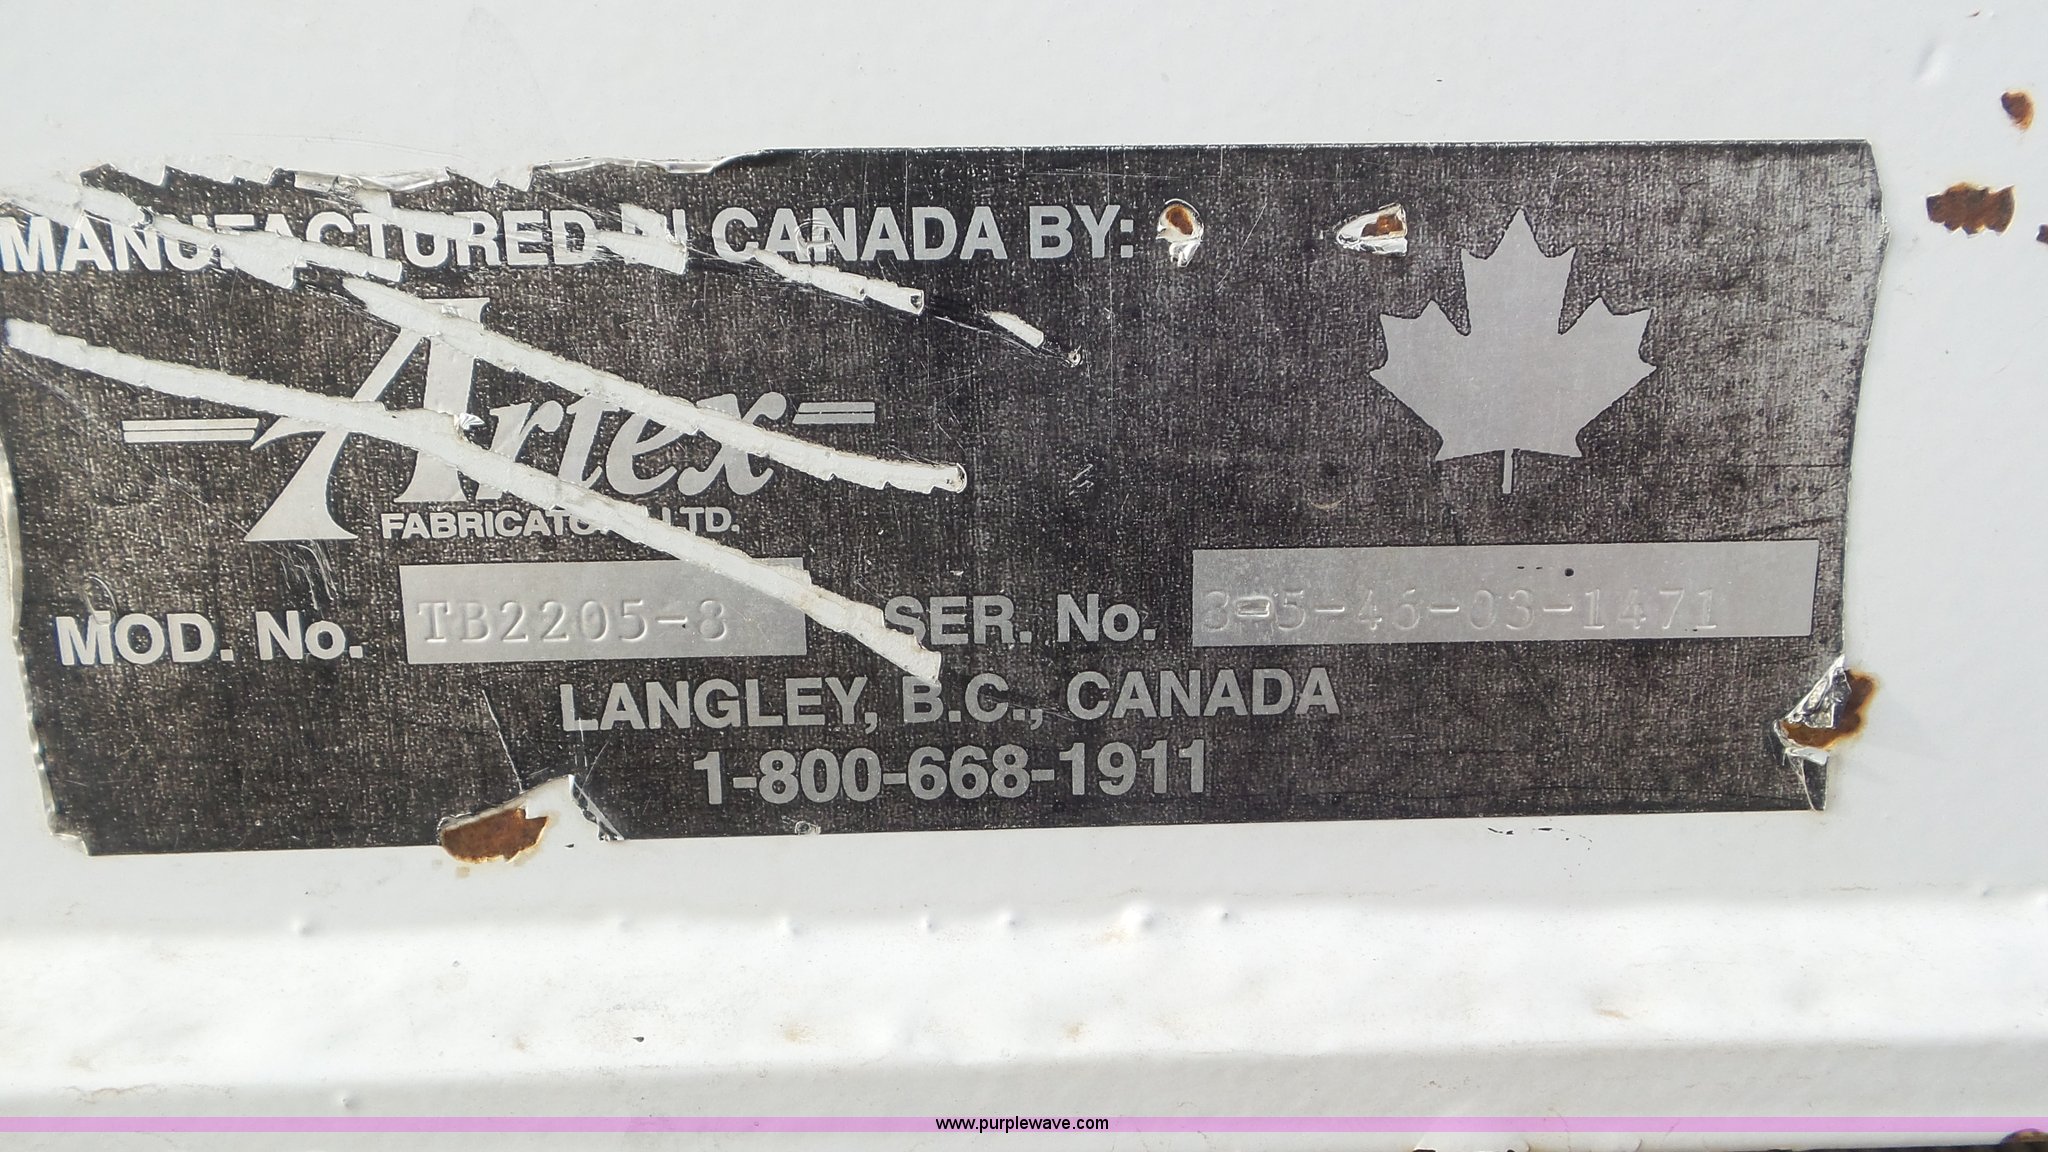 MANUFACTURED IN CANADA BY:
Artex
FABRICATORS LTD.
MOD. No. TB2205-8 SER. No. 3-5-46-03-1471
LANGLEY, B.C., CANADA
1-800-668-1911
www.purplewave.com